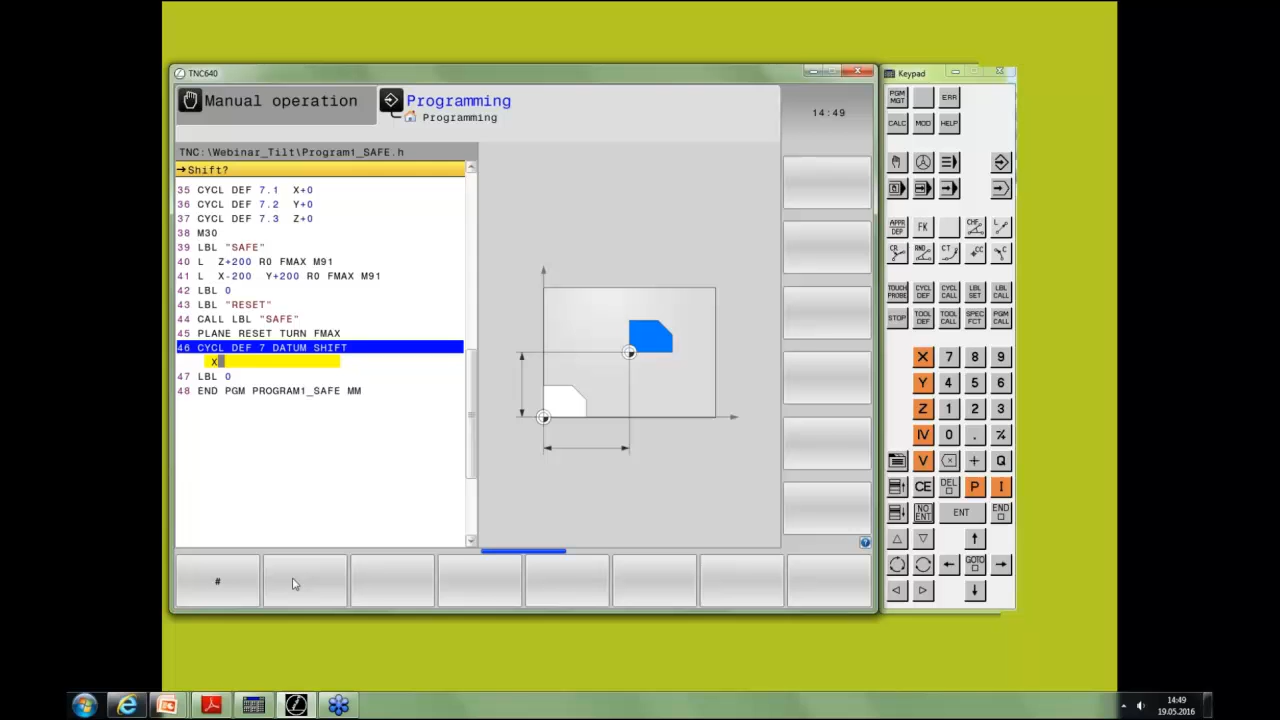 TNC640
Manual operation
Programming
Programming
14:49
TNC:\Webinar_Tilt\Program1_SAFE.h
→Shift?
35 CYCL DEF 7.1 X+0
36 CYCL DEF 7.2 Y+0
37 CYCL DEF 7.3 Z+0
38 M30
39 LBL "SAFE"
40 L Z+200 R0 FMAX M91
41 L X-200 Y+200 R0 FMAX M91
42 LBL 0
43 LBL "RESET"
44 CALL LBL "SAFE"
45 PLANE RESET TURN FMAX
46 CYCL DEF 7 DATUM SHIFT
X
47 LBL 0
48 END PGM PROGRAM1_SAFE MM
#
Keypad
PGM MGT ERR
CALC MOD HELP
APPR DEP FK CHF L
CR RND CT CC C
TOUCH PROBE CYCL DEF CYCL CALL LBL SET LBL CALL
STOP TOOL DEF TOOL CALL SPEC FCT PGM CALL
X 7 8 9
Y 4 5 6
Z 1 2 3
IV 0 .
V + Q
CE DEL P I
NO ENT ENT END
GOTO
14:49
19.05.2016